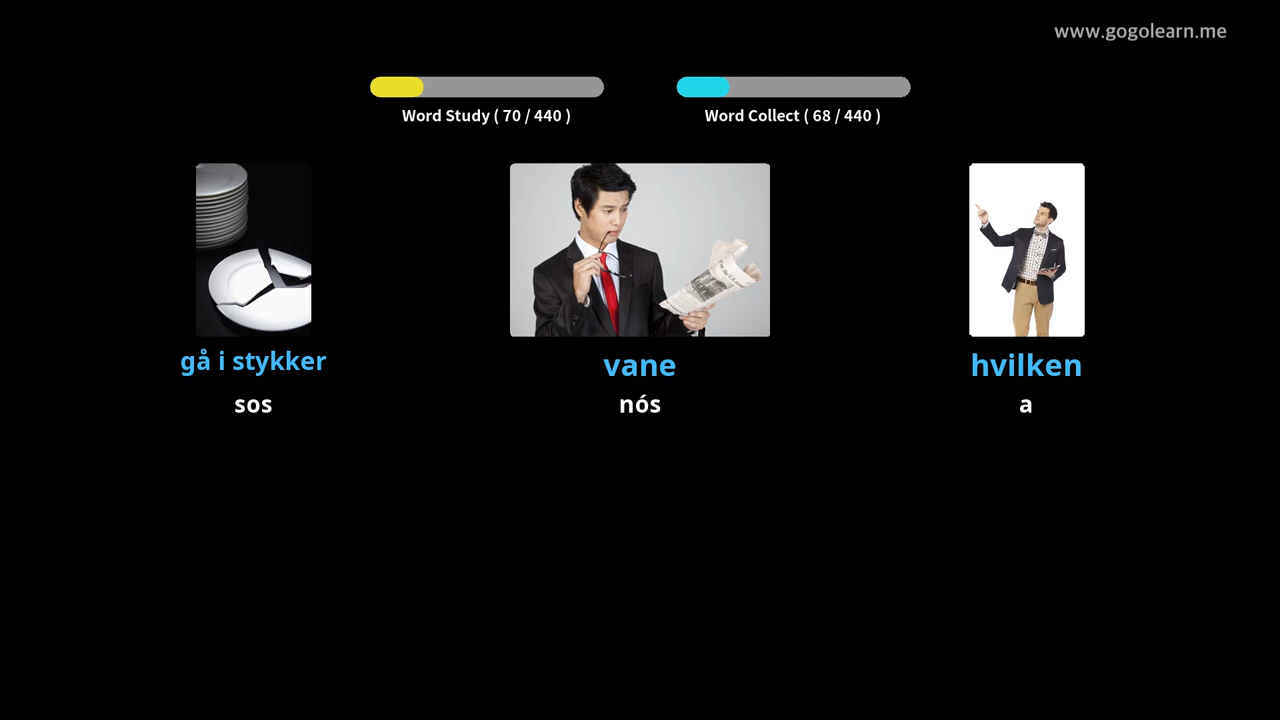 www.gogolearn.me
Word Study ( 70 / 440 )
Word Collect ( 68 / 440 )
gå i stykker
vane
hvilken
sos
nós
a